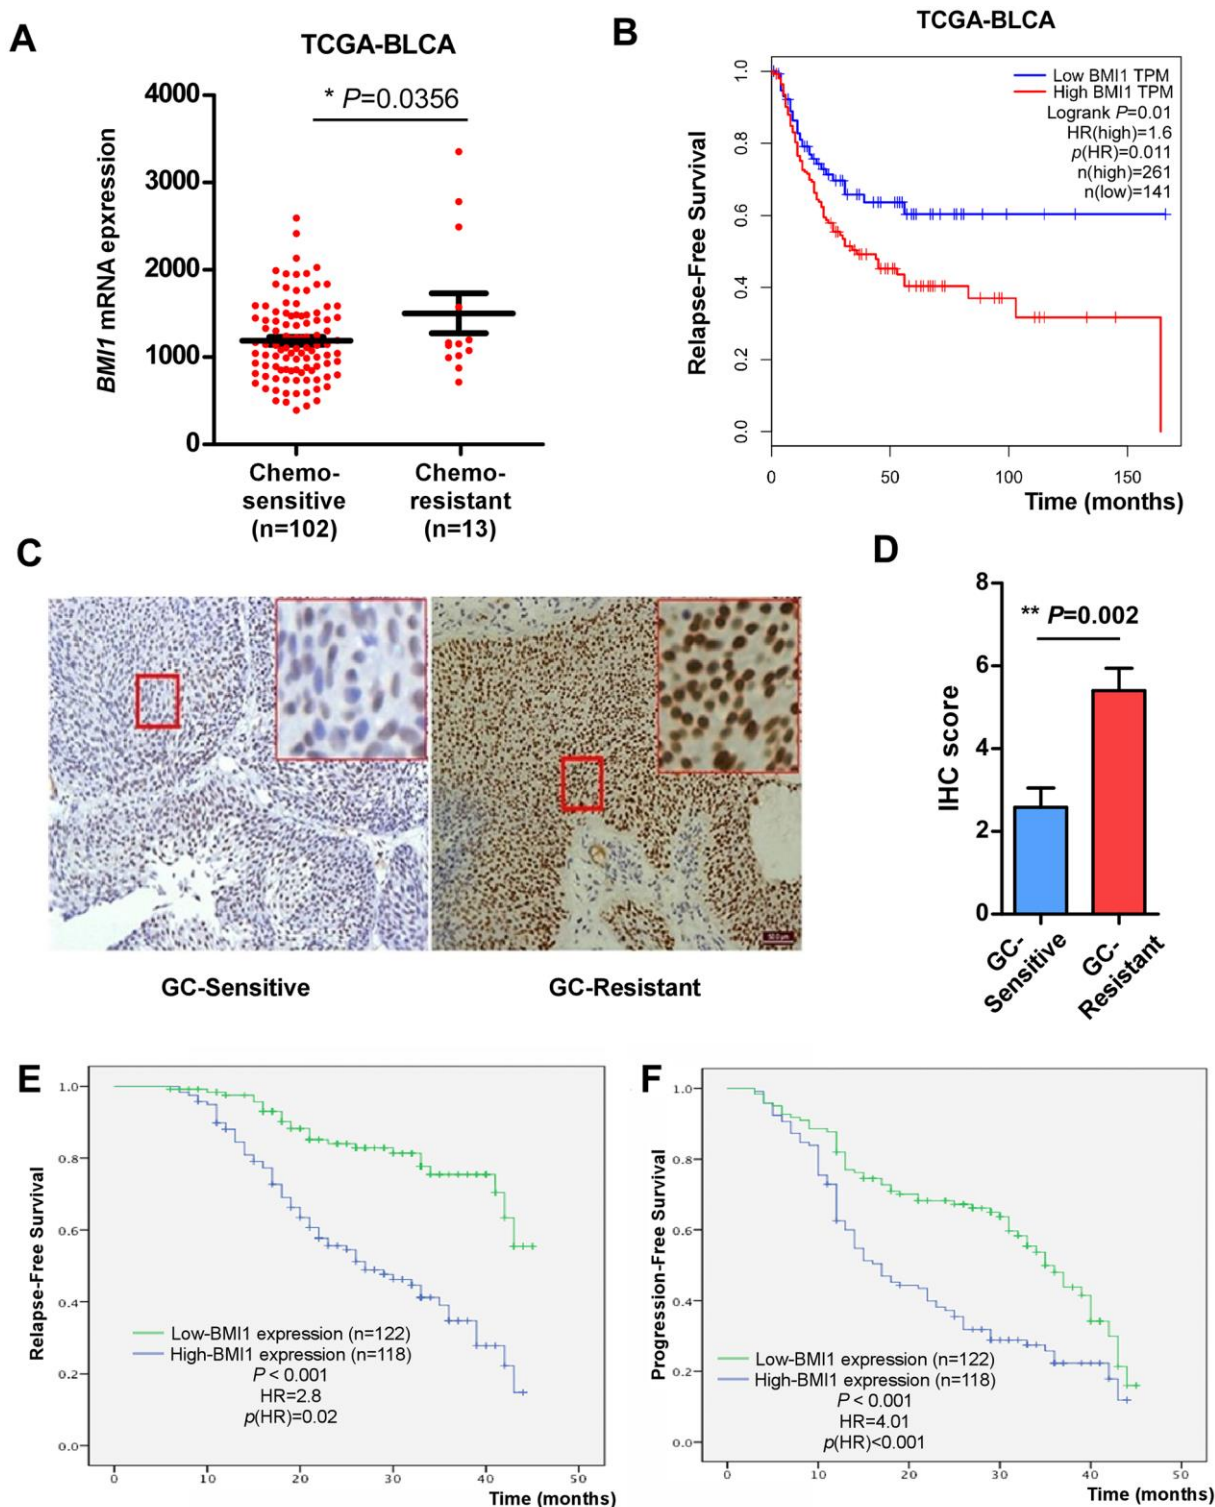 A
TCGA-BLCA
* P=0.0356
BMI1 mRNA epxression
4000
3000
2000
1000
0
Chemo-
sensitive
(n=102)
Chemo-
resistant
(n=13)
B
TCGA-BLCA
Low BMI1 TPM
High BMI1 TPM
Logrank P=0.01
HR(high)=1.6
p(HR)=0.011
n(high)=261
n(low)=141
Relapse-Free Survival
1.0
0.8
0.6
0.4
0.2
0.0
0
50
100
150
Time (months)
C
50.0 µm
GC-Sensitive
GC-Resistant
D
** P=0.002
IHC score
8
6
4
2
0
GC-
Sensitive
GC-
Resistant
E
Relapse-Free Survival
1.0
0.8
0.6
0.4
0.2
0.0
Low-BMI1 expression (n=122)
High-BMI1 expression (n=118)
P < 0.001
HR=2.8
p(HR)=0.02
0
10
20
30
40
50
Time (months)
F
Progression-Free Survival
1.0
0.8
0.6
0.4
0.2
0.0
Low-BMI1 expression (n=122)
High-BMI1 expression (n=118)
P < 0.001
HR=4.01
p(HR)<0.001
0
10
20
30
40
50
Time (months)